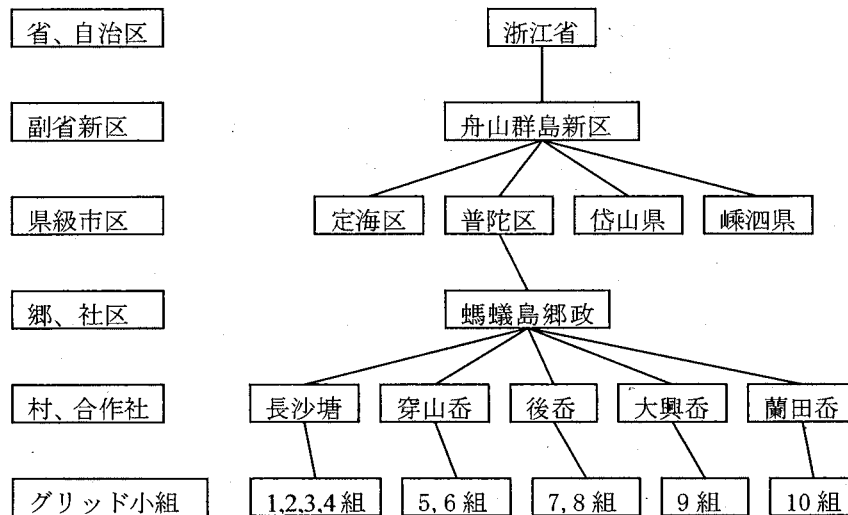 省、自治区
浙江省
副省新区
舟山群島新区
県級市区
定海区
普陀区
岱山県
嵊泗県
郷、社区
螞蟻島郷政
村、合作社
長沙塘
穿山岙
後岙
大興岙
蘭田岙
グリッド小組
1,2,3,4 組
5, 6 組
7, 8 組
9 組
10 組